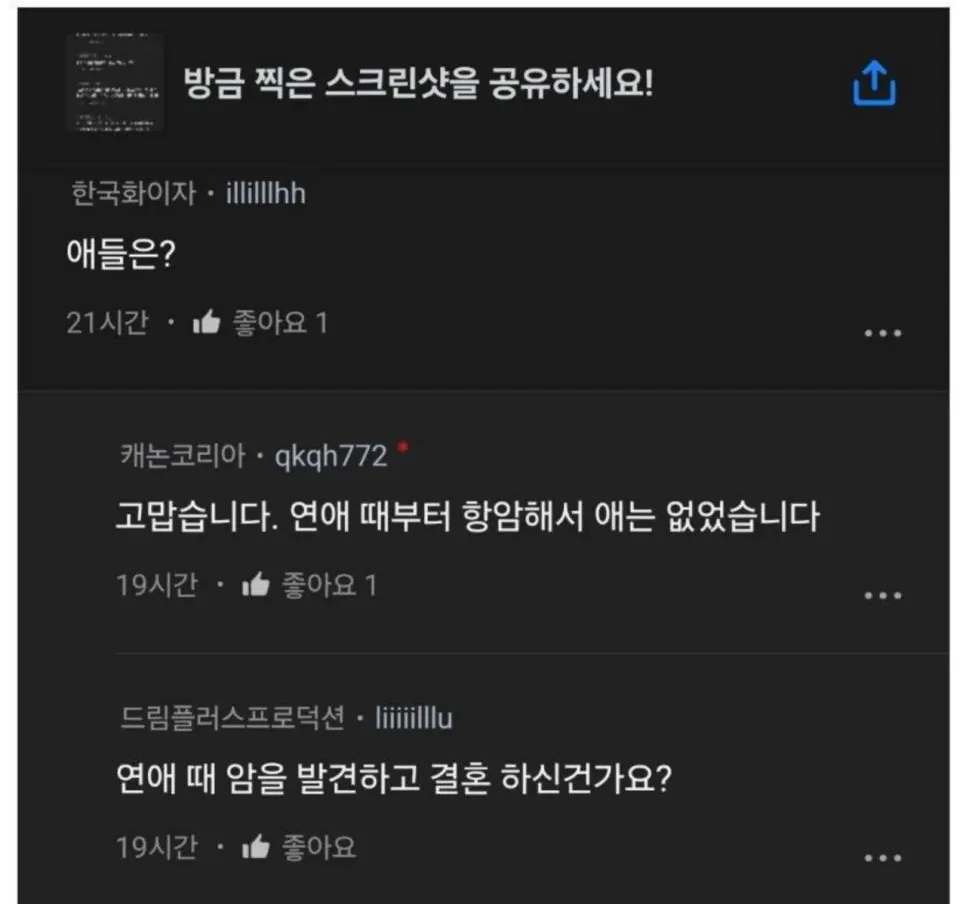 방금 찍은 스크린샷을 공유하세요!
한국화이자 · illilllhh
애들은?
21시간 · 좋아요 1
캐논코리아 · qkqh772 *
고맙습니다. 연애 때부터 항암해서 애는 없었습니다
19시간 · 좋아요 1
드림플러스프로덕션 · liiiiilllu
연애 때 암을 발견하고 결혼 하신건가요?
19시간 · 좋아요